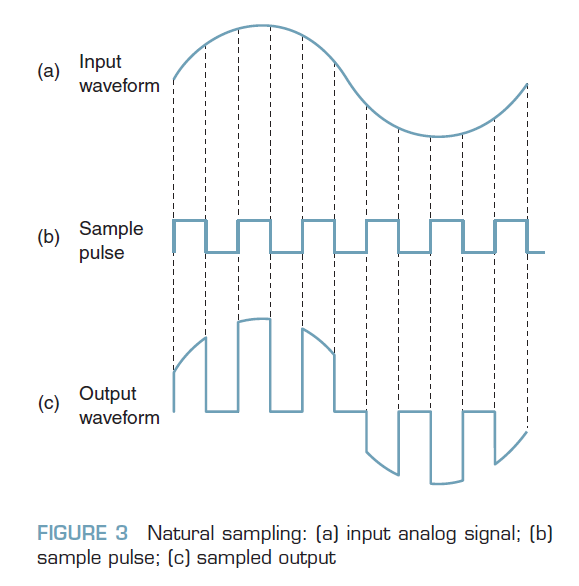 (a) Input
waveform
(b) Sample
pulse
(c) Output
waveform
FIGURE 3 Natural sampling: (a) input analog signal; (b)
sample pulse; (c) sampled output